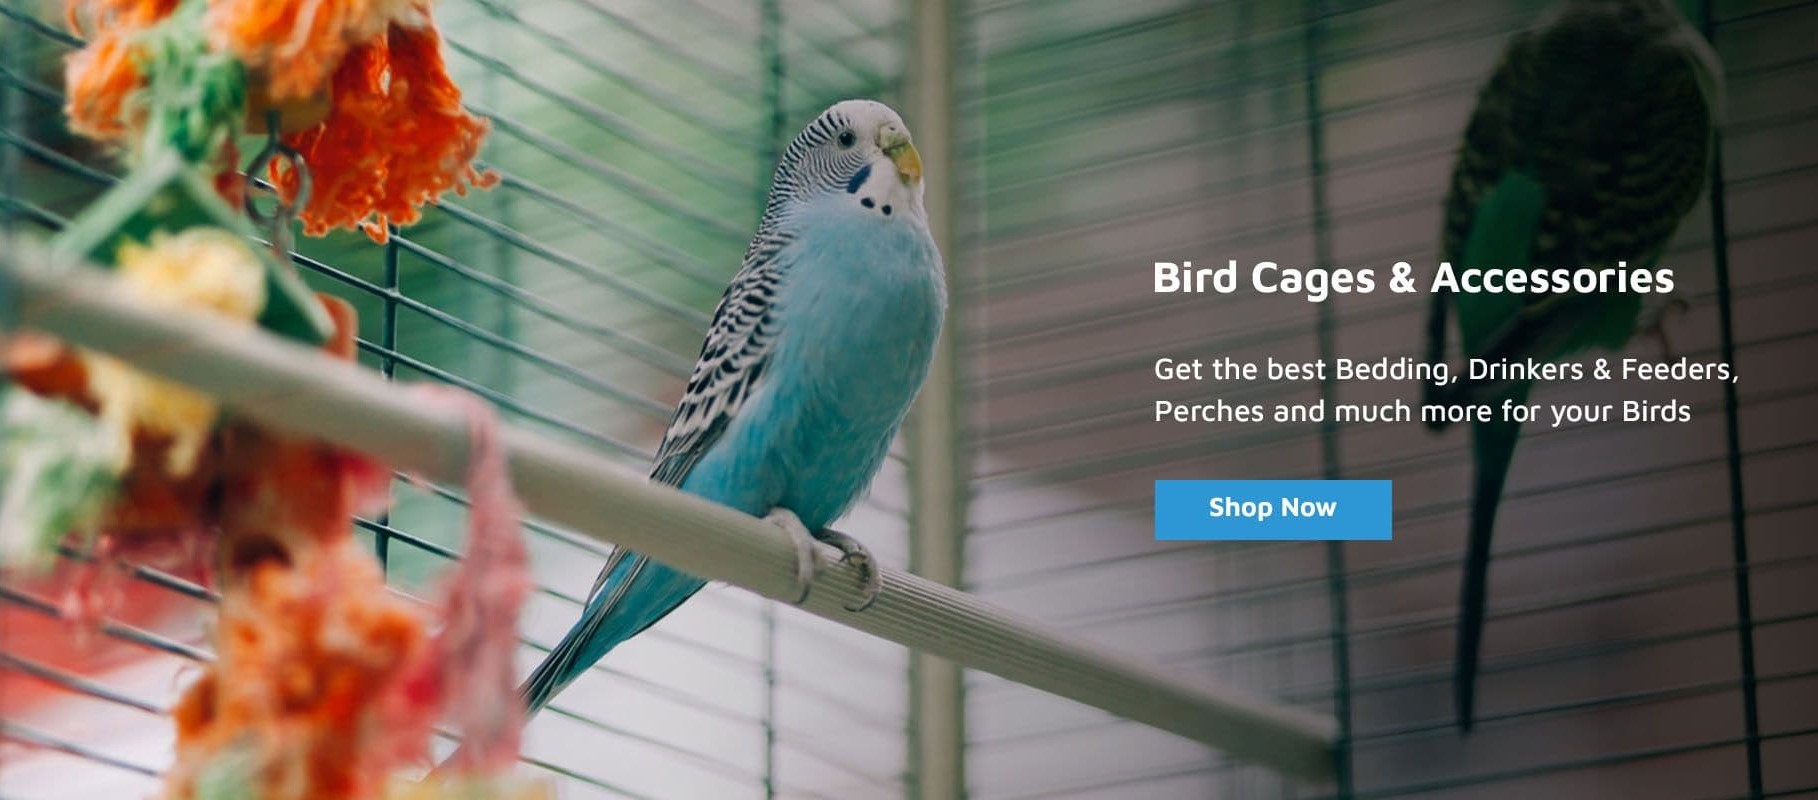 Bird Cages & Accessories
Get the best Bedding, Drinkers & Feeders,
Perches and much more for your Birds
Shop Now